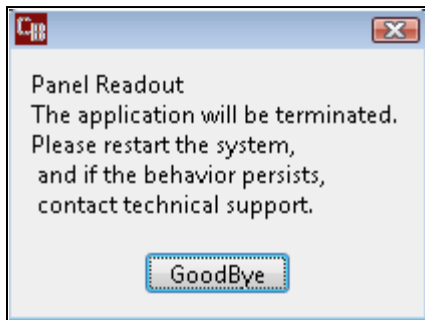 Panel Readout
The application will be terminated.
Please restart the system,
and if the behavior persists,
contact technical support.
GoodBye